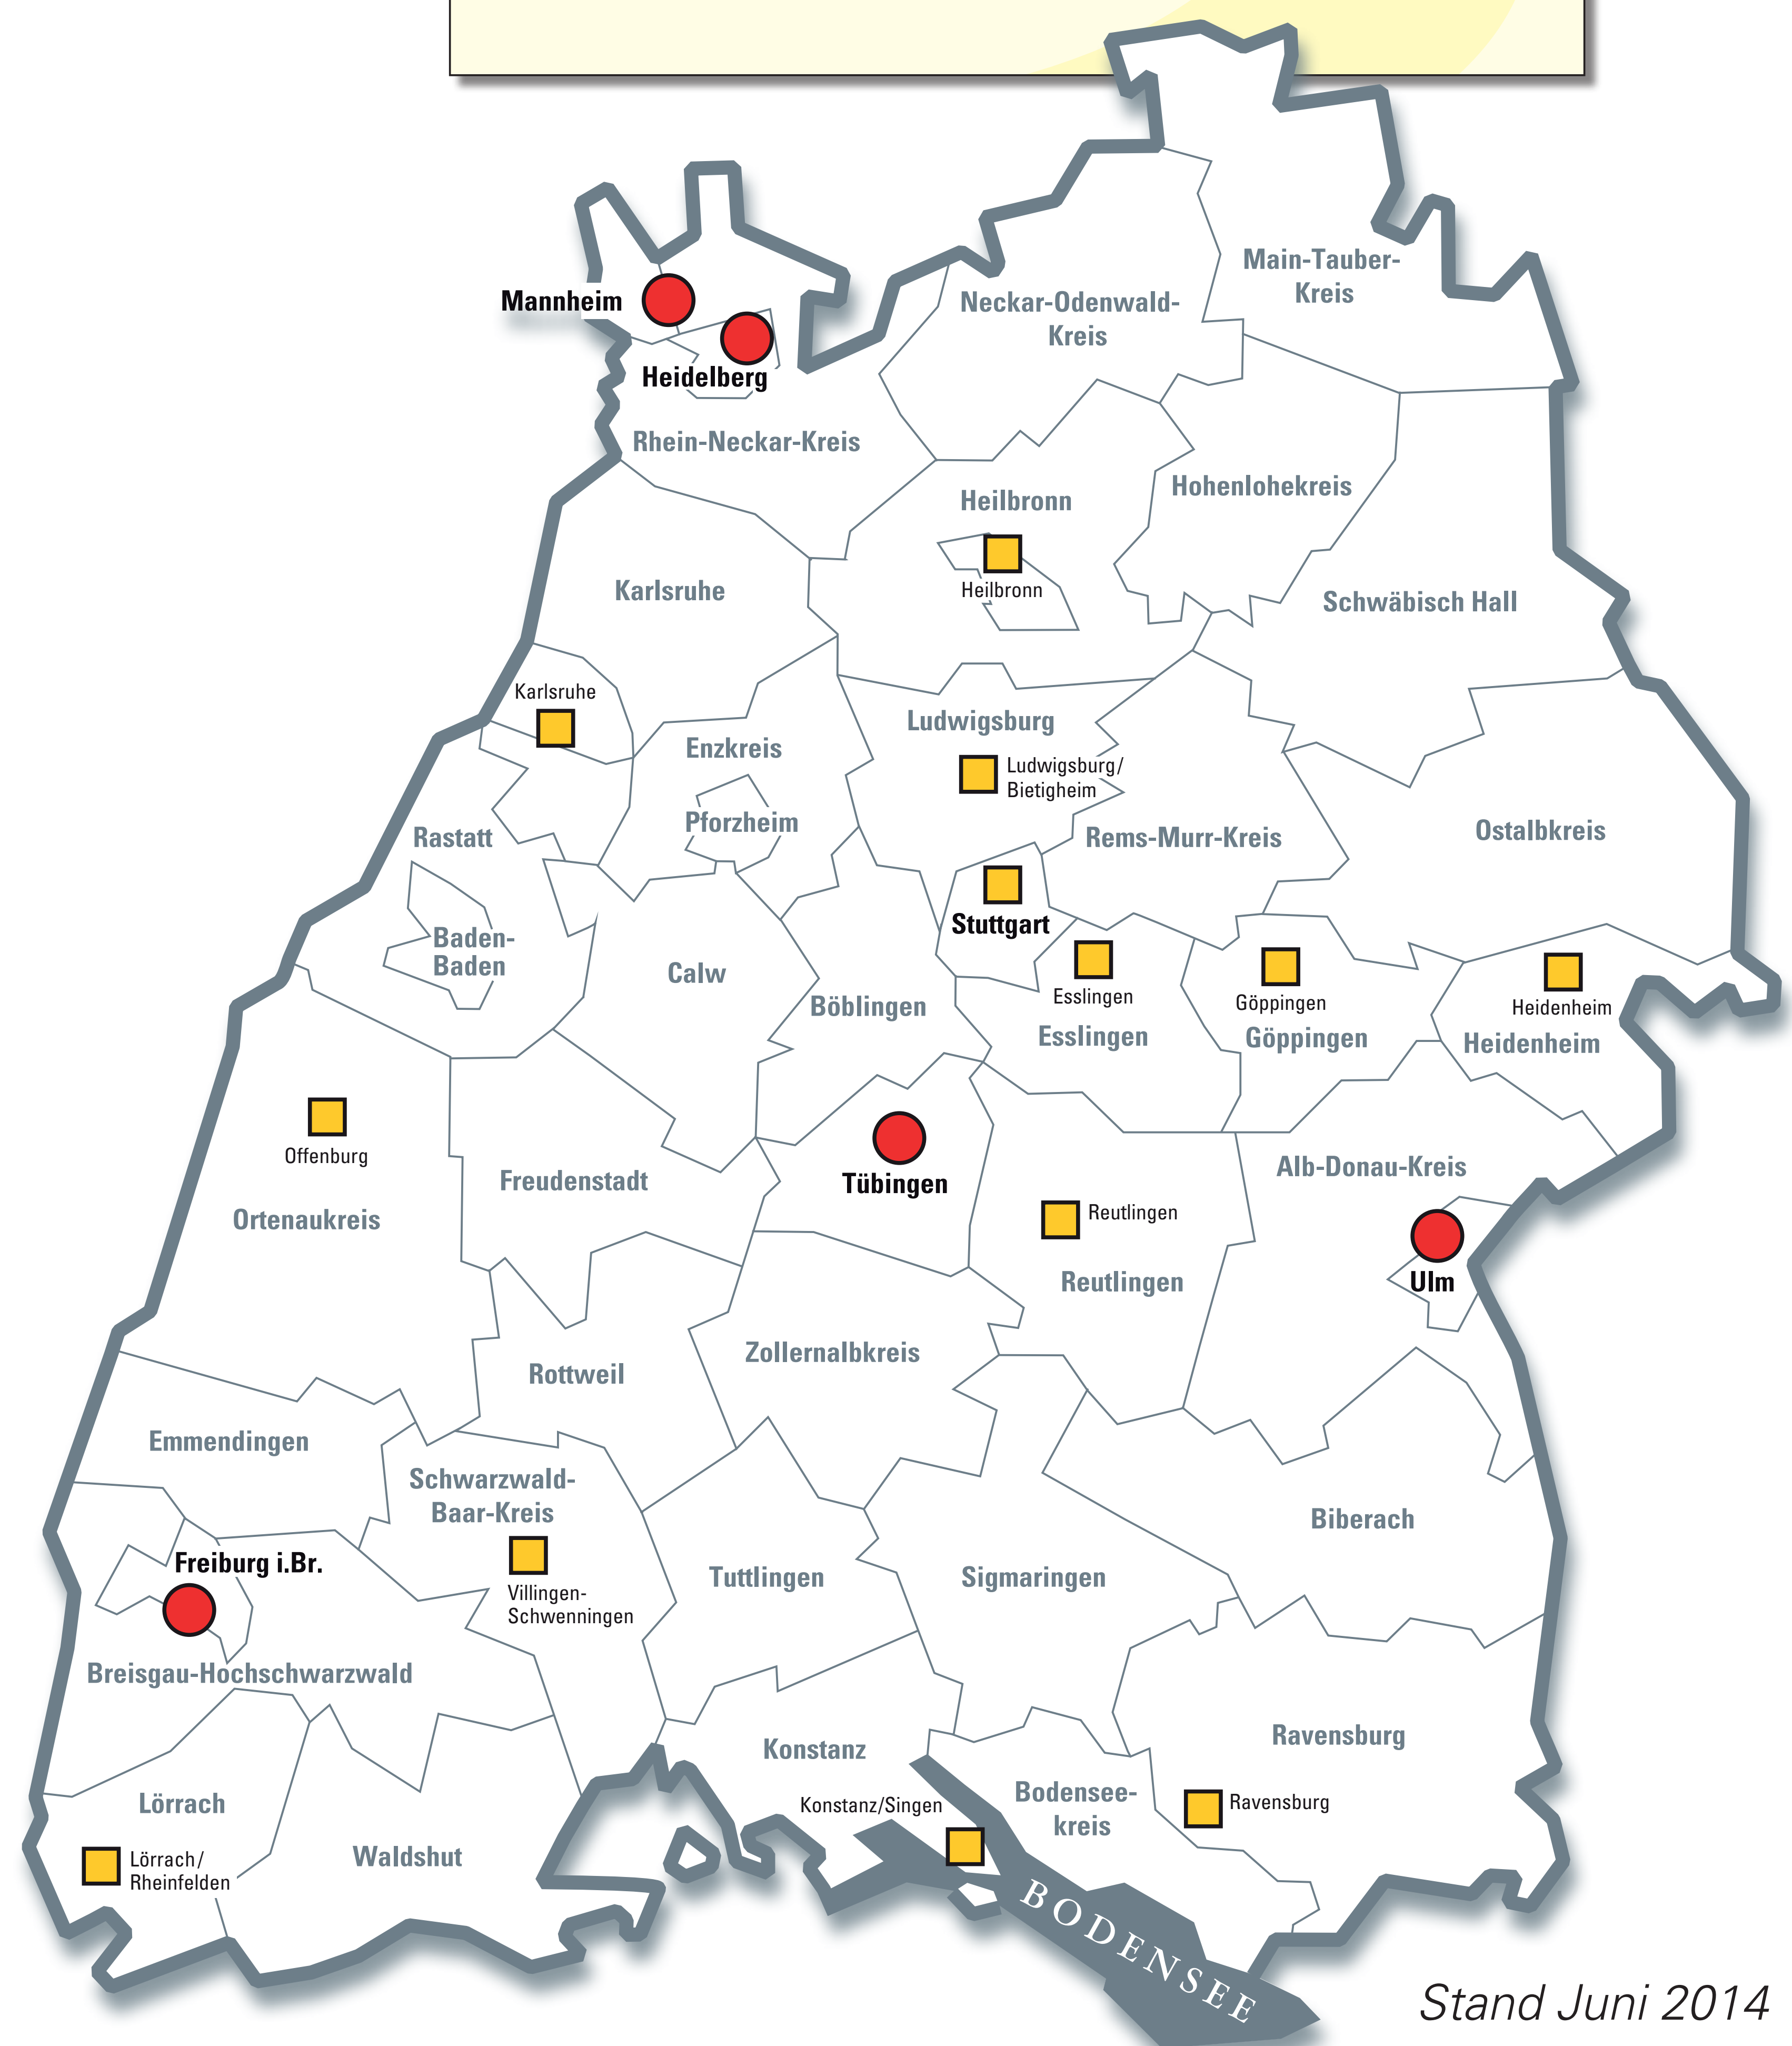 Main-Tauber-
Kreis
Mannheim
Neckar-Odenwald-
Kreis
Heidelberg
Rhein-Neckar-Kreis
Hohenlohekreis
Heilbronn
Heilbronn
Karlsruhe
Schwäbisch Hall
Karlsruhe
Ludwigsburg
Enzkreis
Ludwigsburg/
Bietigheim
Pforzheim
Rastatt
Rems-Murr-Kreis
Ostalbkreis
Stuttgart
Baden-
Baden
Calw
Esslingen
Göppingen
Heidenheim
Böblingen
Esslingen
Göppingen
Heidenheim
Offenburg
Alb-Donau-Kreis
Freudenstadt
Tübingen
Reutlingen
Ortenaukreis
Reutlingen
Ulm
Zollernalbkreis
Rottweil
Emmendingen
Schwarzwald-
Baar-Kreis
Biberach
Freiburg i.Br.
Tuttlingen
Sigmaringen
Villingen-
Schwenningen
Breisgau-Hochschwarzwald
Ravensburg
Konstanz
Bodensee-
kreis
Lörrach
Konstanz/Singen
Ravensburg
Waldshut
Lörrach/
Rheinfelden
BODENSEE
Stand Juni 2014